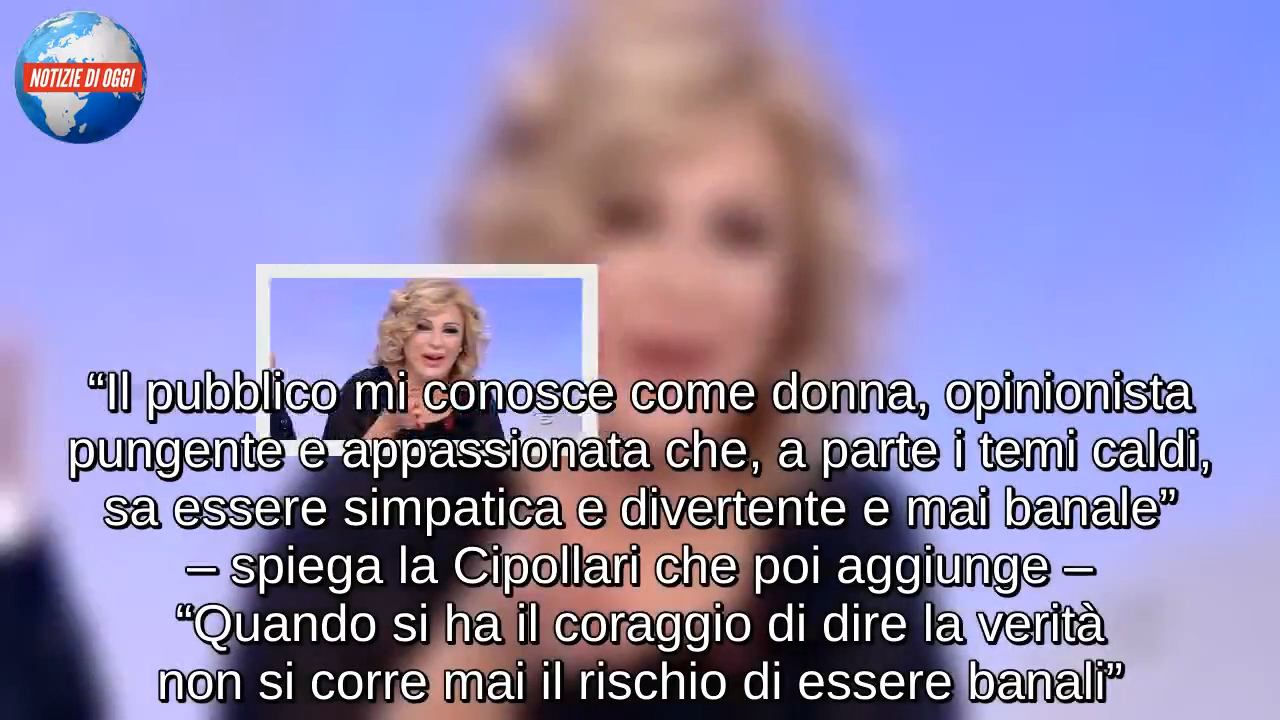 NOTIZIE DI OGGI
“Il pubblico mi conosce come donna, opinionista
pungente e appassionata che, a parte i temi caldi,
sa essere simpatica e divertente e mai banale”
– spiega la Cipollari che poi aggiunge –
“Quando si ha il coraggio di dire la verità
non si corre mai il rischio di essere banali”